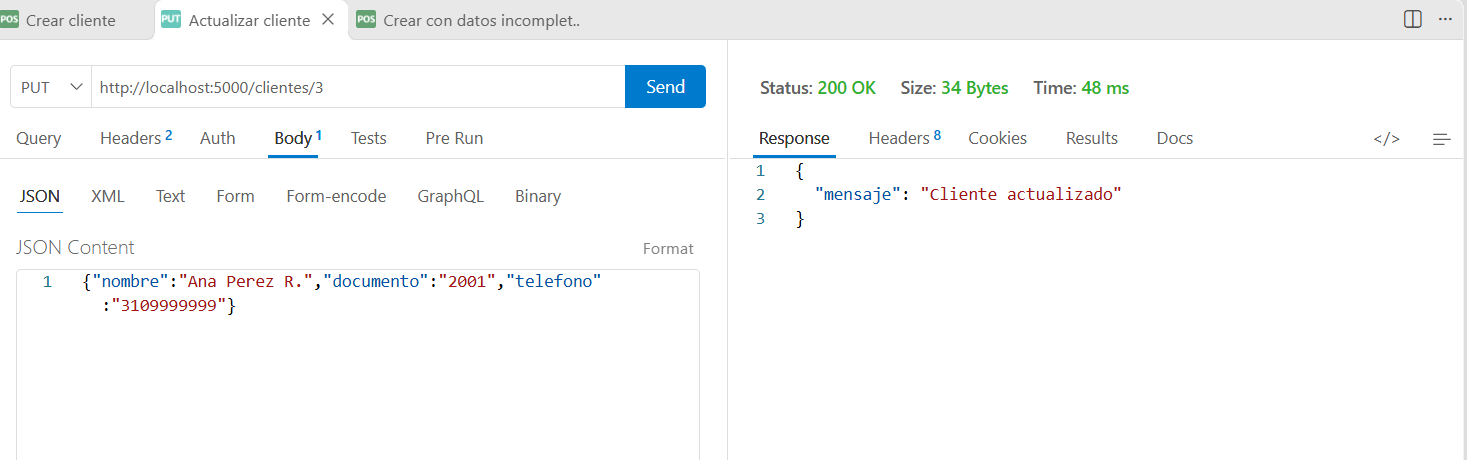 POS Crear cliente PUT Actualizar cliente × POS Crear con datos incomplet.. ···
PUT http://localhost:5000/clientes/3 Send
Status: 200 OK Size: 34 Bytes Time: 48 ms
Query Headers 2 Auth Body 1 Tests Pre Run
Response Headers 8 Cookies Results Docs </>
JSON XML Text Form Form-encode GraphQL Binary
JSON Content Format
1 {"nombre":"Ana Perez R.","documento":"2001","telefono"
:"3109999999"}
1 {
2 "mensaje": "Cliente actualizado"
3 }